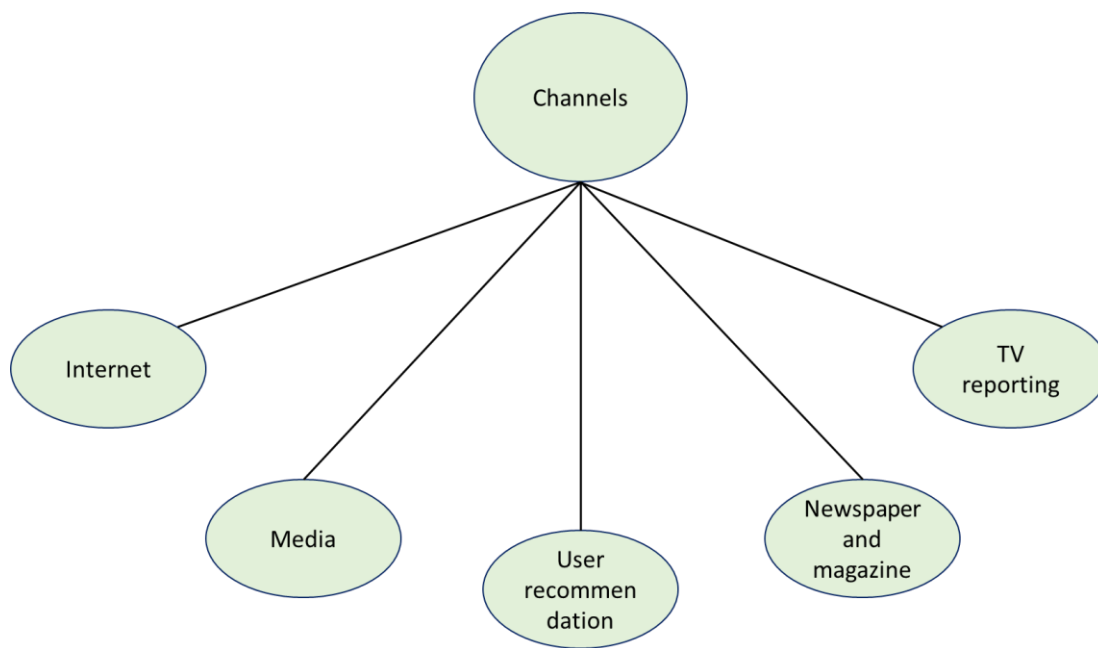 Channels
Internet
TV
reporting
Media
User
recommen
dation
Newspaper
and
magazine